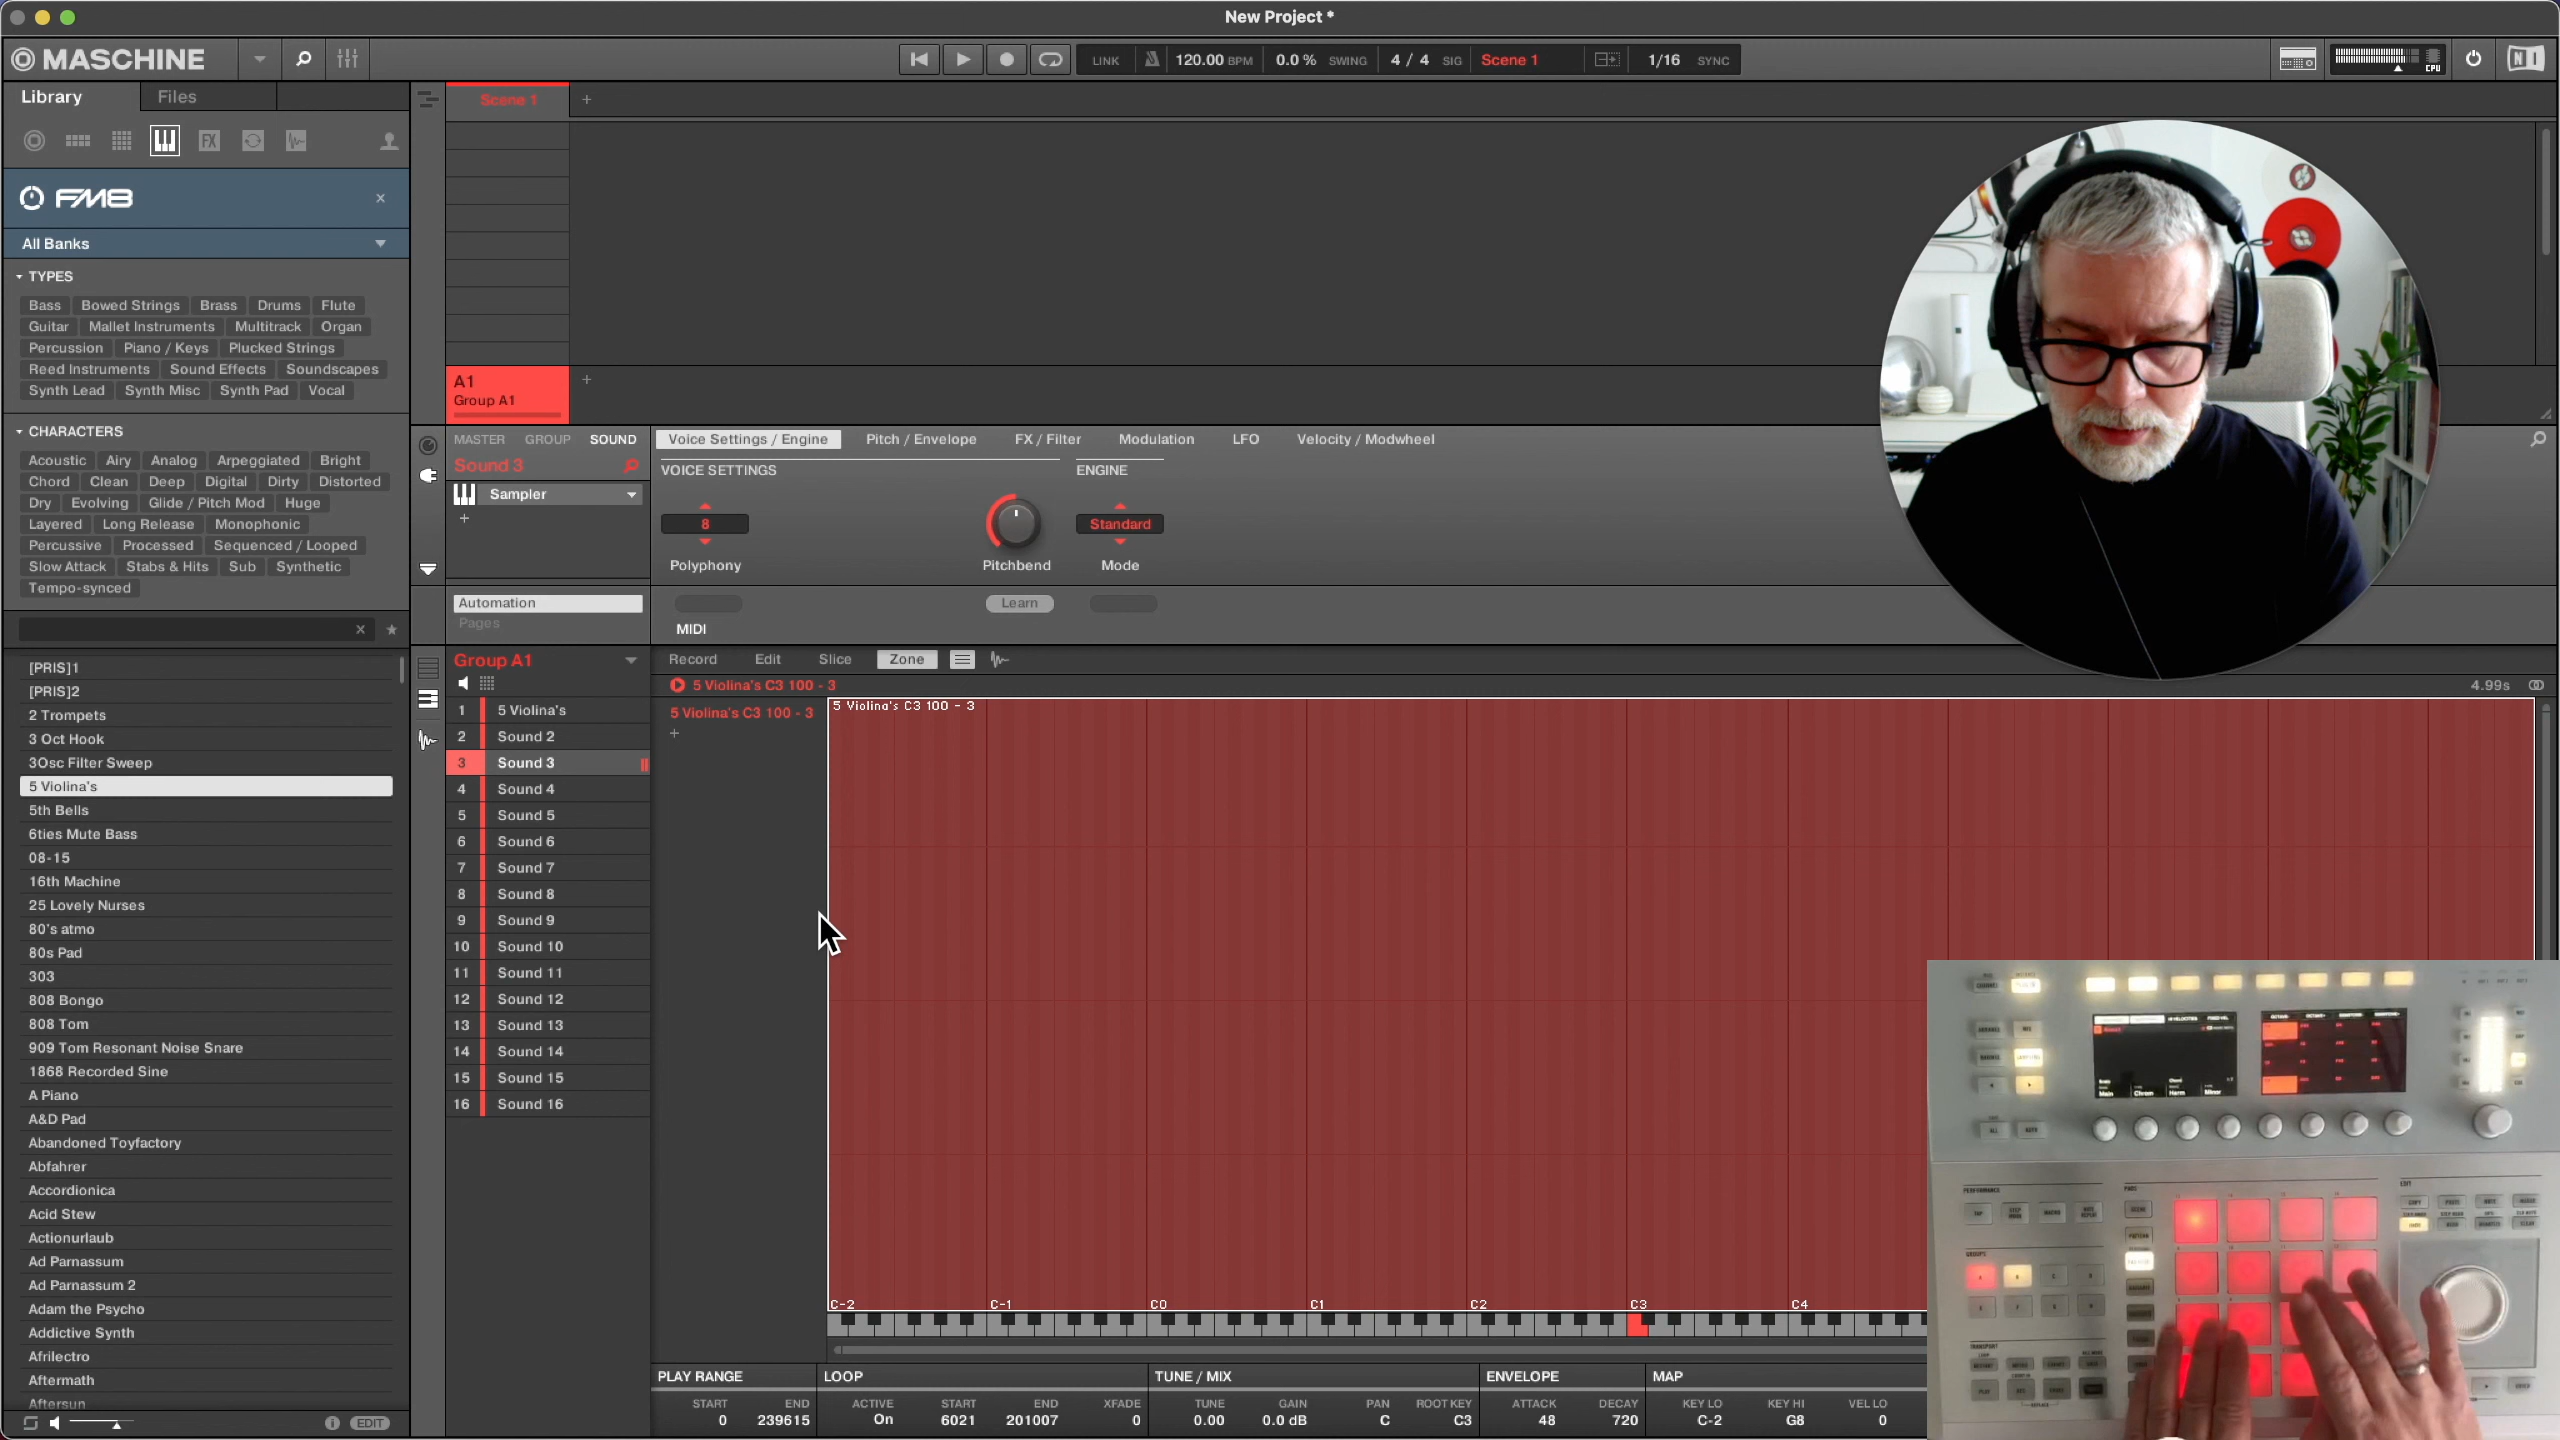 New Project *
MASCHINE
LINK 120.00 BPM 0.0 % SWING 4 / 4 SIG Scene 1 1/16 SYNC
CPU
Library Files
FX
FM8
All Banks
TYPES
Bass Bowed Strings Brass Drums Flute
Guitar Mallet Instruments Multitrack Organ
Percussion Piano / Keys Plucked Strings
Reed Instruments Sound Effects Soundscapes
Synth Lead Synth Misc Synth Pad Vocal
CHARACTERS
Acoustic Airy Analog Arpeggiated Bright
Chord Clean Deep Digital Dirty Distorted
Dry Evolving Glide / Pitch Mod Huge
Layered Long Release Monophonic
Percussive Processed Sequenced / Looped
Slow Attack Stabs & Hits Sub Synthetic
Tempo-synced
[PRIS]1
[PRIS]2
2 Trompets
3 Oct Hook
3Osc Filter Sweep
5 Violina's
5th Bells
6ties Mute Bass
08-15
16th Machine
25 Lovely Nurses
80's atmo
80s Pad
303
808 Bongo
808 Tom
909 Tom Resonant Noise Snare
1868 Recorded Sine
A Piano
A&D Pad
Abandoned Toyfactory
Abfahrer
Accordionica
Acid Stew
Actionurlaub
Ad Parnassum
Ad Parnassum 2
Adam the Psycho
Addictive Synth
Afrilectro
Aftermath
Aftersun
EDIT
Scene 1
A1
Group A1
MASTER GROUP SOUND
Sound 3
Sampler
Automation
Pages
Voice Settings / Engine Pitch / Envelope FX / Filter Modulation LFO Velocity / Modwheel
VOICE SETTINGS ENGINE
8 Standard
Polyphony Pitchbend Mode
Learn
MIDI
Group A1
1 5 Violina's
2 Sound 2
3 Sound 3
4 Sound 4
5 Sound 5
6 Sound 6
7 Sound 7
8 Sound 8
9 Sound 9
10 Sound 10
11 Sound 11
12 Sound 12
13 Sound 13
14 Sound 14
15 Sound 15
16 Sound 16
Record Edit Slice Zone
5 Violina's C3 100 - 3
4.99s
5 Violina's C3 100 - 3
5 Violina's C3 100 - 3
C-2 C-1 C0 C1 C2 C3 C4
PLAY RANGE LOOP TUNE / MIX ENVELOPE MAP
START END ACTIVE START END XFADE TUNE GAIN PAN ROOT KEY ATTACK DECAY KEY LO KEY HI VEL LO
0 239615 On 6021 201007 0 0.00 0.0 dB C C3 48 720 C-2 G8 0